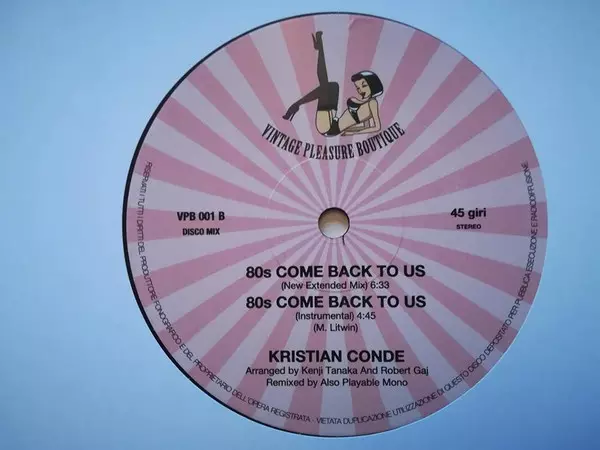 VINTAGE PLEASURE BOUTIQUE
VPB 001 B
DISCO MIX
45 giri
STEREO
80s COME BACK TO US
(New Extended Mix) 6:33
80s COME BACK TO US
(Instrumental) 4:45
(M. Litwin)
KRISTIAN CONDE
Arranged by Kenji Tanaka And Robert Gaj
Remixed by Also Playable Mono
RISERVATI TUTTI I DIRITTI DEL PRODUTTORE FONOGRAFICO E DEL PROPRIETARIO DELL'OPERA REGISTRATA - VIETATA DUPLICAZIONE UTILIZZAZIONE DI QUESTO DISCO DEPOSITATO PER PUBBLICA ESECUZIONE E RADIODIFFUSIONE